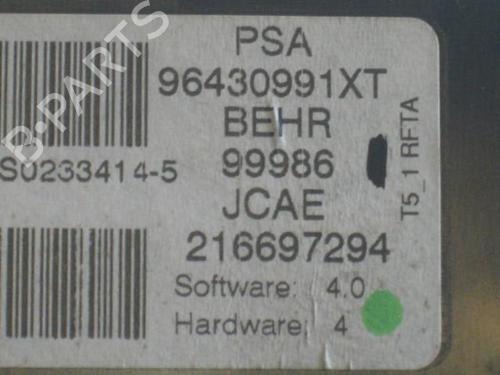 PSA
96430991XT
BEHR
99986
JCAE
216697294
Software: 4.0
Hardware: 4
S0233414-5
T5_1 RFTA
B-PARTS